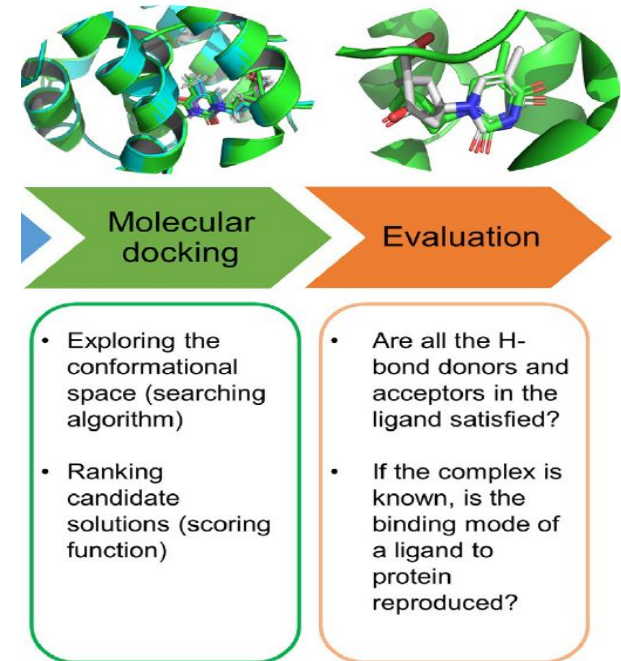 Molecular
docking
Evaluation
• Exploring the
conformational
space (searching
algorithm)
• Ranking
candidate
solutions (scoring
function)
• Are all the H-
bond donors and
acceptors in the
ligand satisfied?
• If the complex is
known, is the
binding mode of
a ligand to
protein
reproduced?